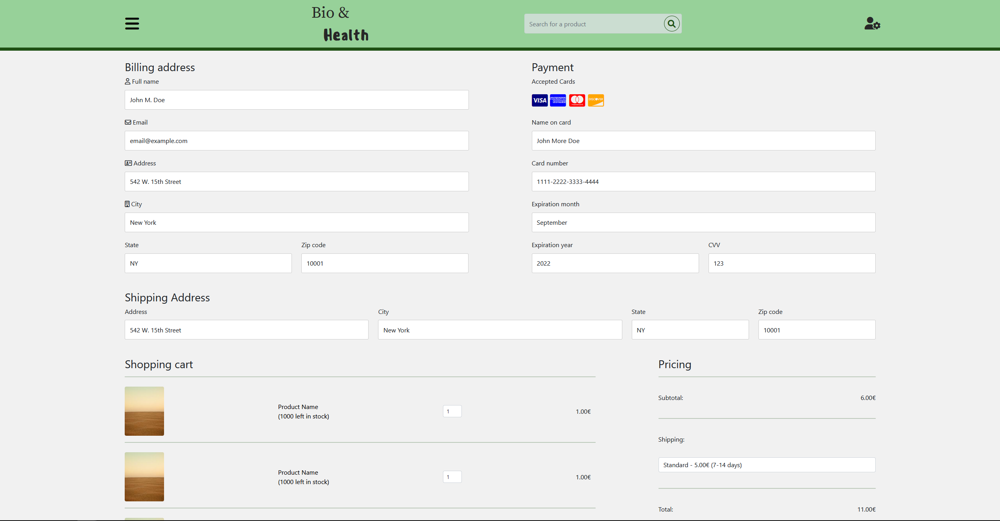 Bio &
Health
Search for a product
Billing address
Full name
John M. Doe
Email
email@example.com
Address
542 W. 15th Street
City
New York
State
Zip code
NY
10001
Payment
Accepted Cards
VISA
AMERICAN
EXPRESS
mastercard
DISCOVER
Name on card
John More Doe
Card number
1111-2222-3333-4444
Expiration month
September
Expiration year
CVV
2022
123
Shipping Address
Address
City
State
Zip code
542 W. 15th Street
New York
NY
10001
Shopping cart
Product Name
(1000 left in stock)
1
1.00€
Product Name
(1000 left in stock)
1
1.00€
Pricing
Subtotal:
6.00€
Shipping:
Standard - 5.00€ (7-14 days)
Total:
11.00€